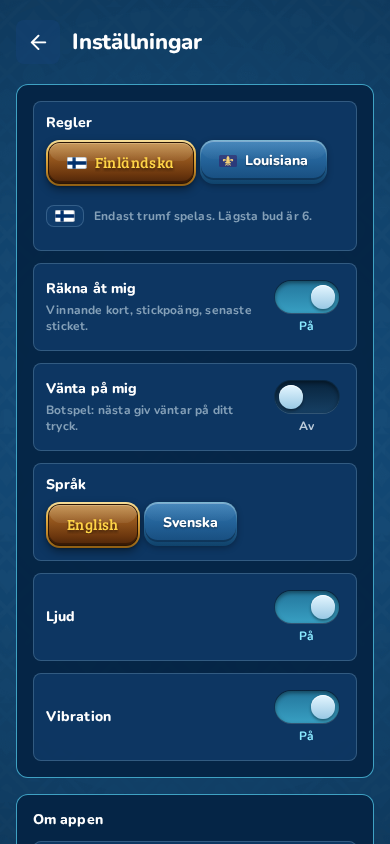 Inställningar
Regler
Finländska
Louisiana
Endast trumf spelas. Lägsta bud är 6.
Räkna åt mig
Vinnande kort, stickpoäng, senaste
sticket.
På
Vänta på mig
Botspel: nästa giv väntar på ditt
tryck.
Av
Språk
English
Svenska
Ljud
På
Vibration
På
Om appen